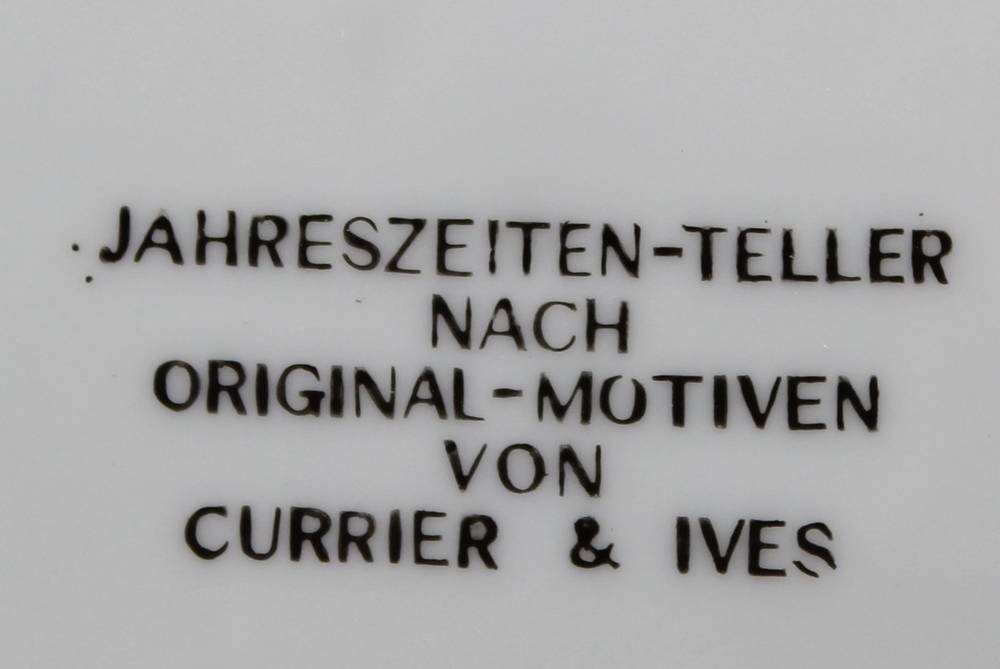 JAHRESZEITEN-TELLER
NACH
ORIGINAL-MOTIVEN
VON
CURRIER & IVES